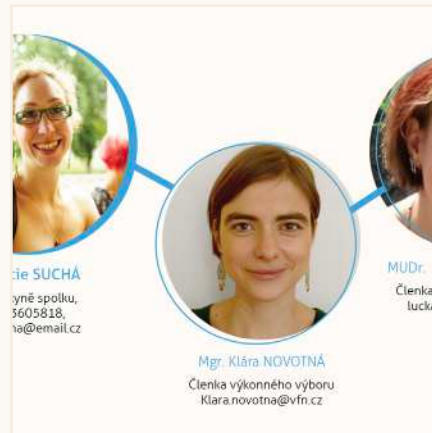 cie SUCHÁ
yně spolku,
3605818,
na@email.cz
Mgr. Klára NOVOTNÁ
Členka výkonného výboru
Klara.novotna@vfn.cz
MUDr.
Členka
lucka